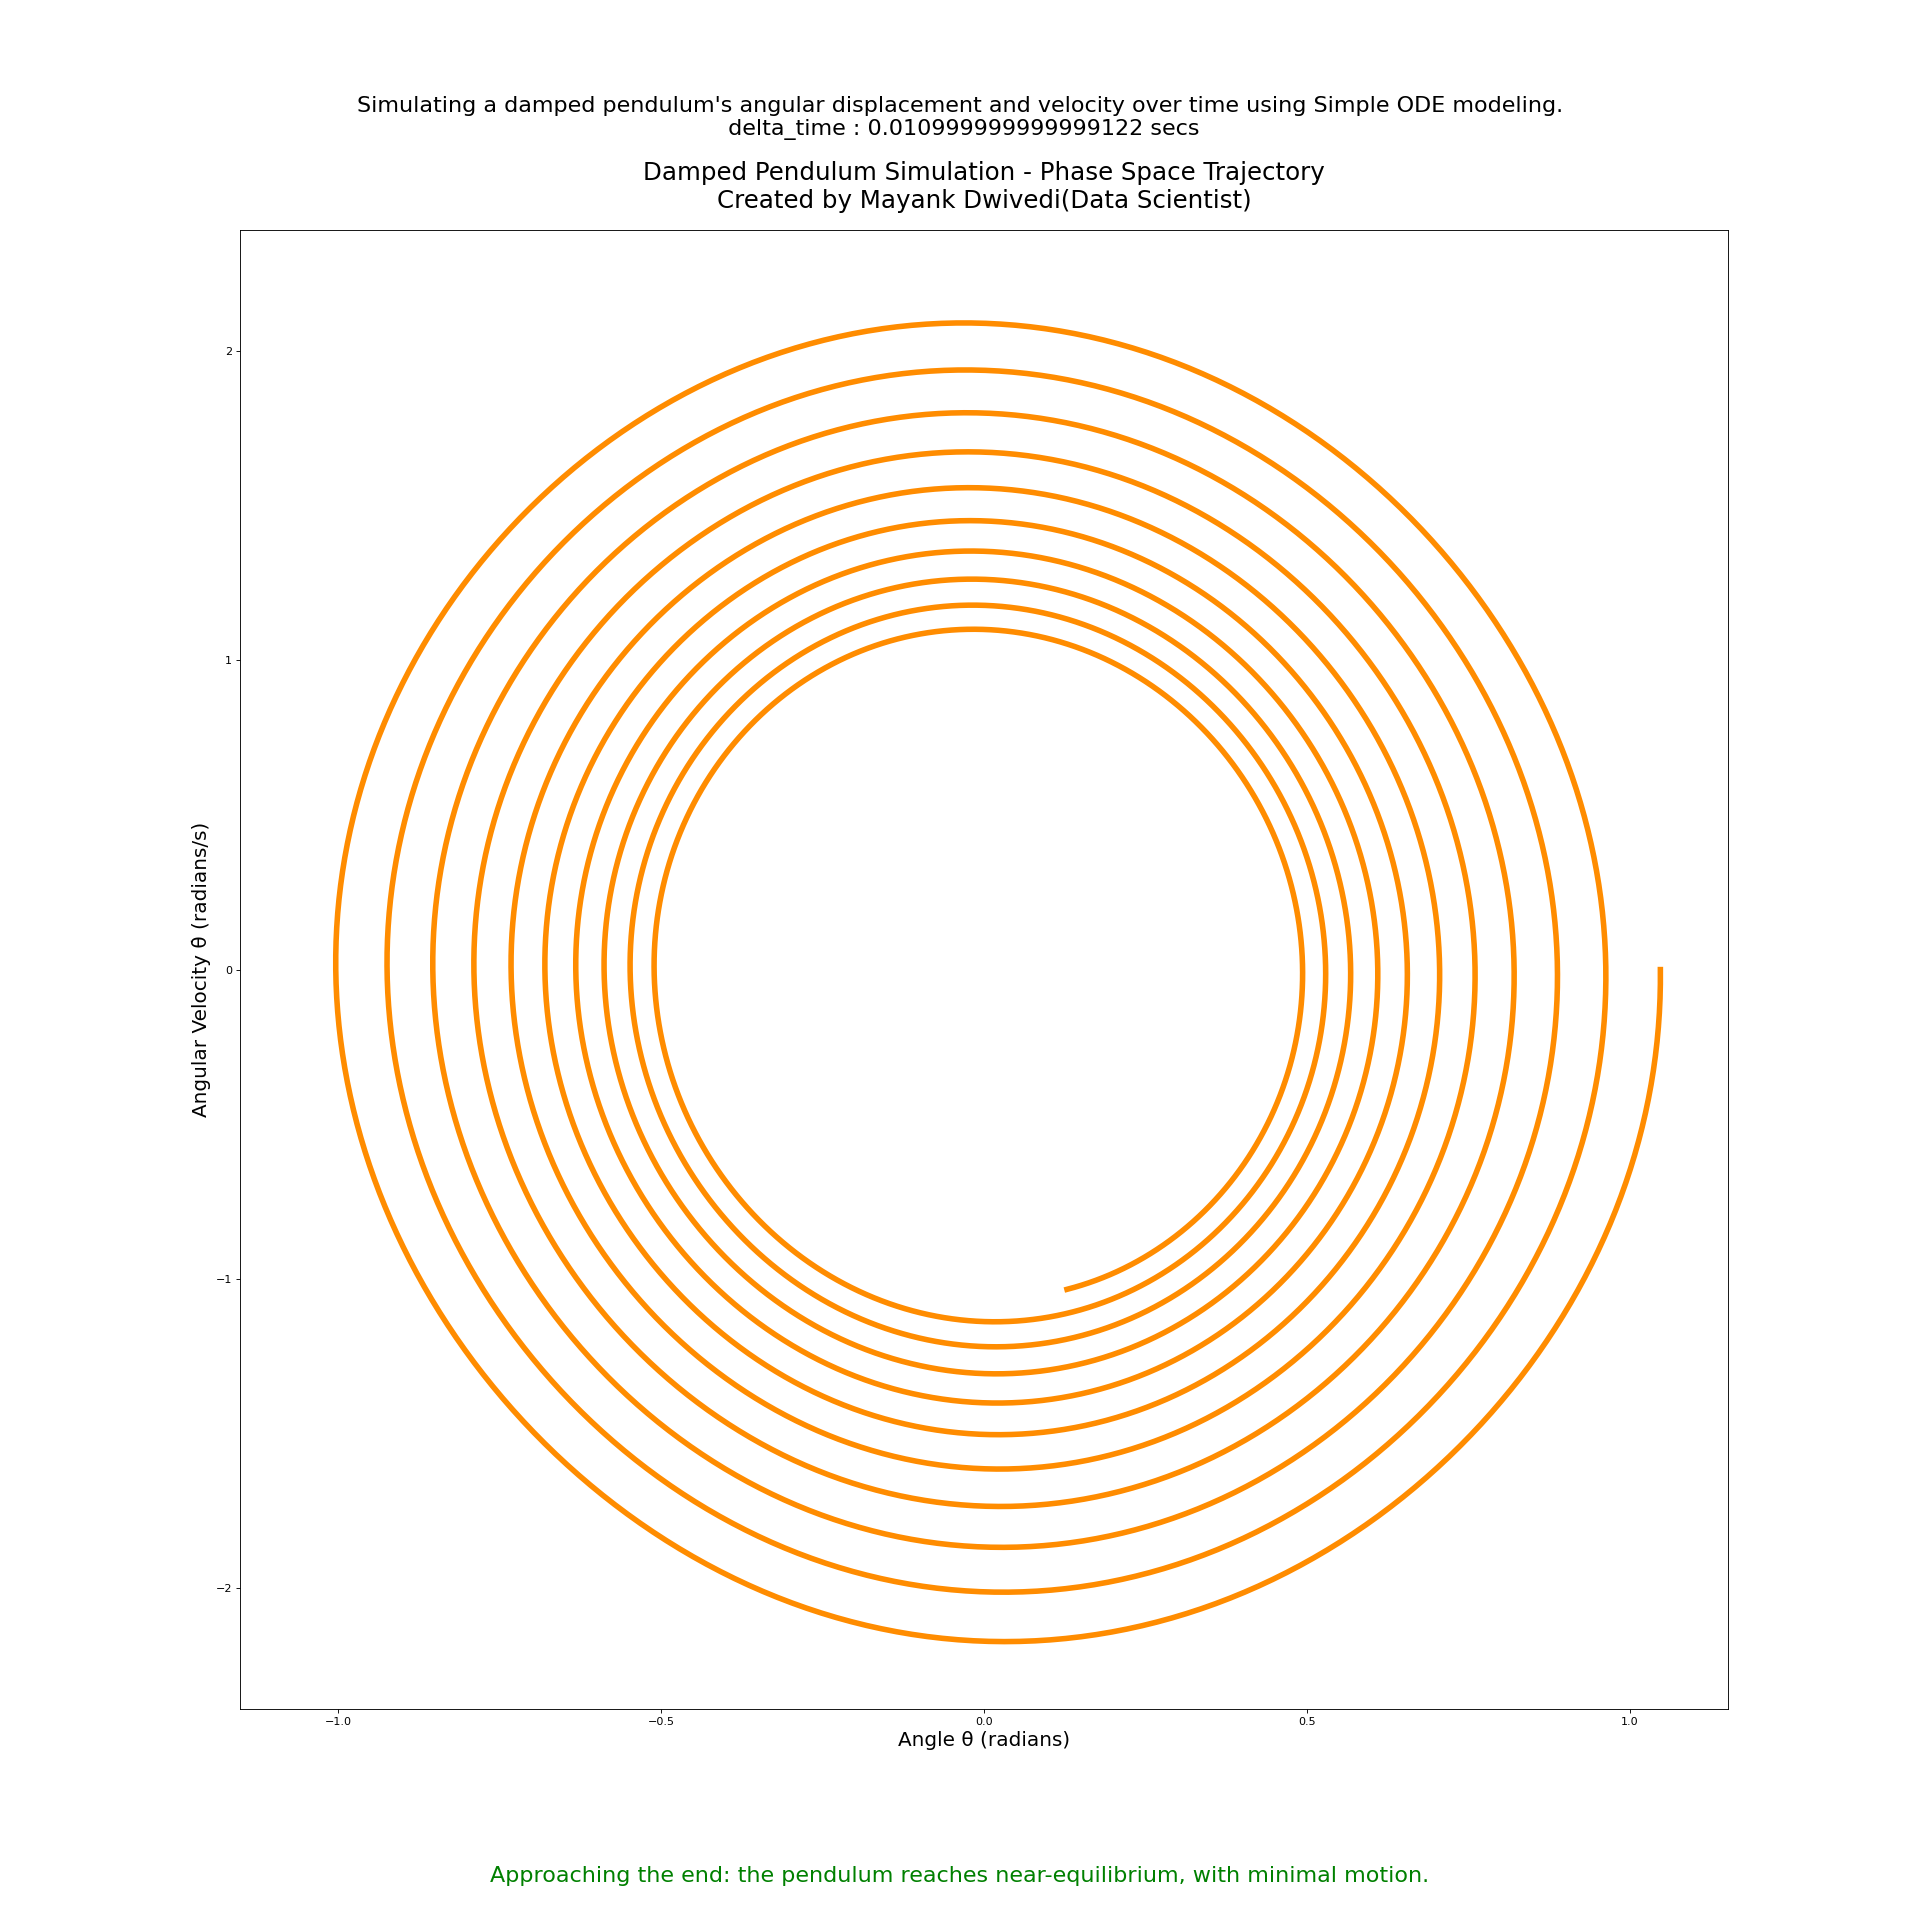 Simulating a damped pendulum's angular displacement and velocity over time using Simple ODE modeling.
delta_time : 0.010999999999999122 secs
Damped Pendulum Simulation - Phase Space Trajectory
Created by Mayank Dwivedi(Data Scientist)
Angular Velocity θ (radians/s)
2
1
0
−1
−2
−1.0
−0.5
0.0
0.5
1.0
Angle θ (radians)
Approaching the end: the pendulum reaches near-equilibrium, with minimal motion.